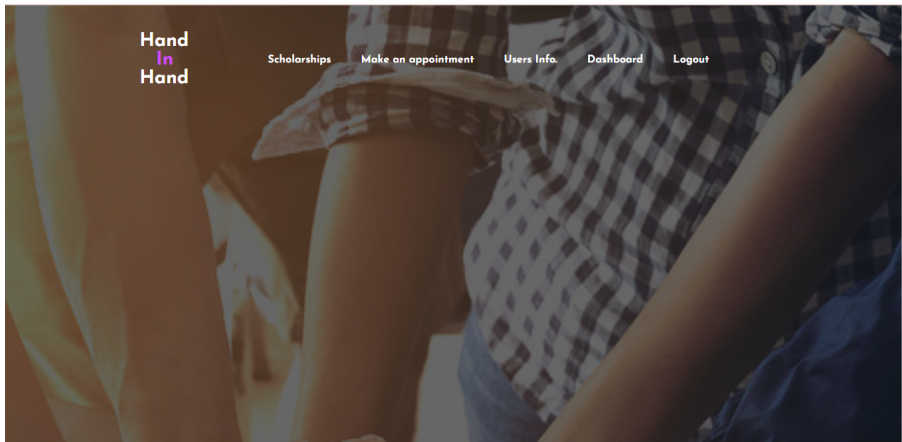 Hand
In
Hand
Scholarships Make an appointment Users Info. Dashboard Logout